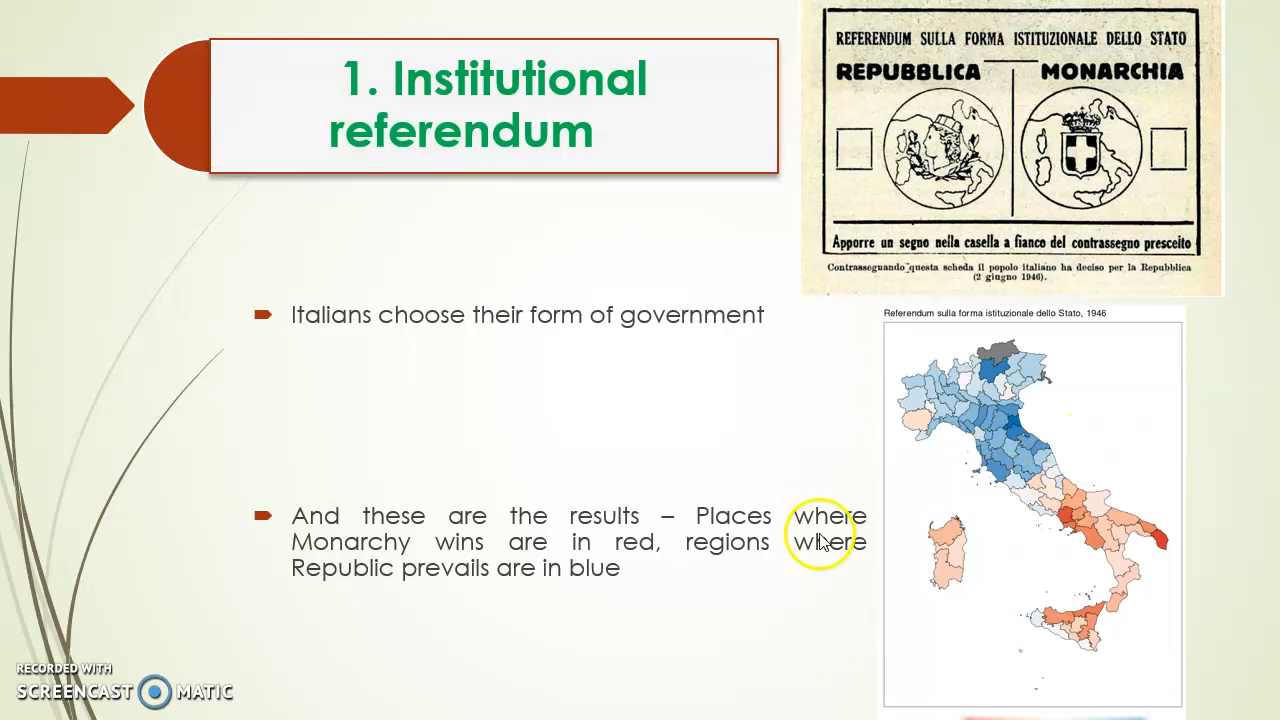 1. Institutional
referendum
REFERENDUM SULLA FORMA ISTITUZIONALE DELLO STATO
REPUBBLICA MONARCHIA
Apporre un segno nella casella a fianco del contrassegno prescelto
Contrassegnando questa scheda il popolo italiano ha deciso per la Repubblica
(2 giugno 1946).
Italians choose their form of government
Referendum sulla forma istituzionale dello Stato, 1946
And these are the results – Places where
Monarchy wins are in red, regions where
Republic prevails are in blue
RECORDED WITH
SCREENCAST MATIC